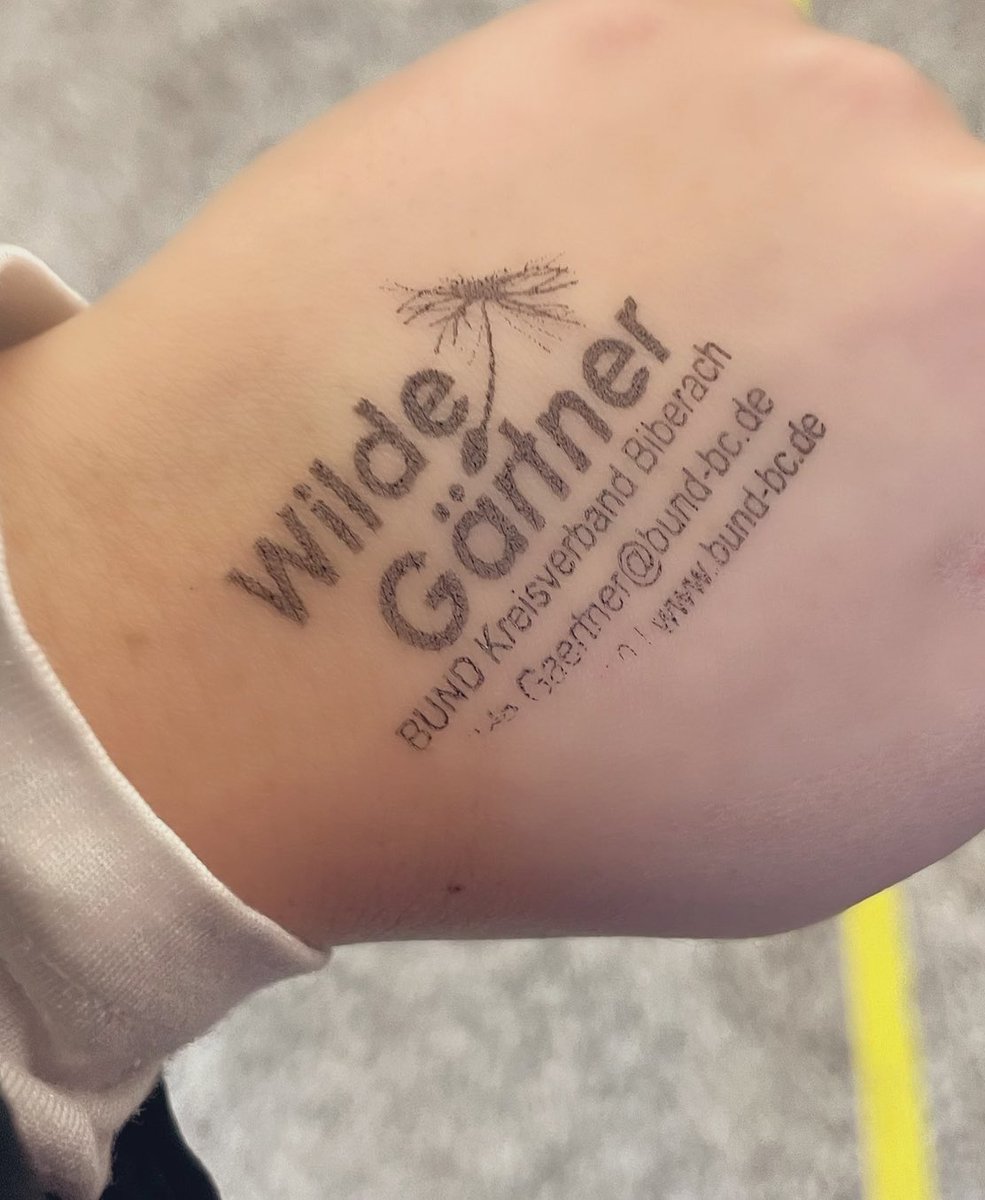 Wilde
Gärtner
BUND Kreisverband Biberach
Gaertner@bund-bc.de
www.bund-bc.de